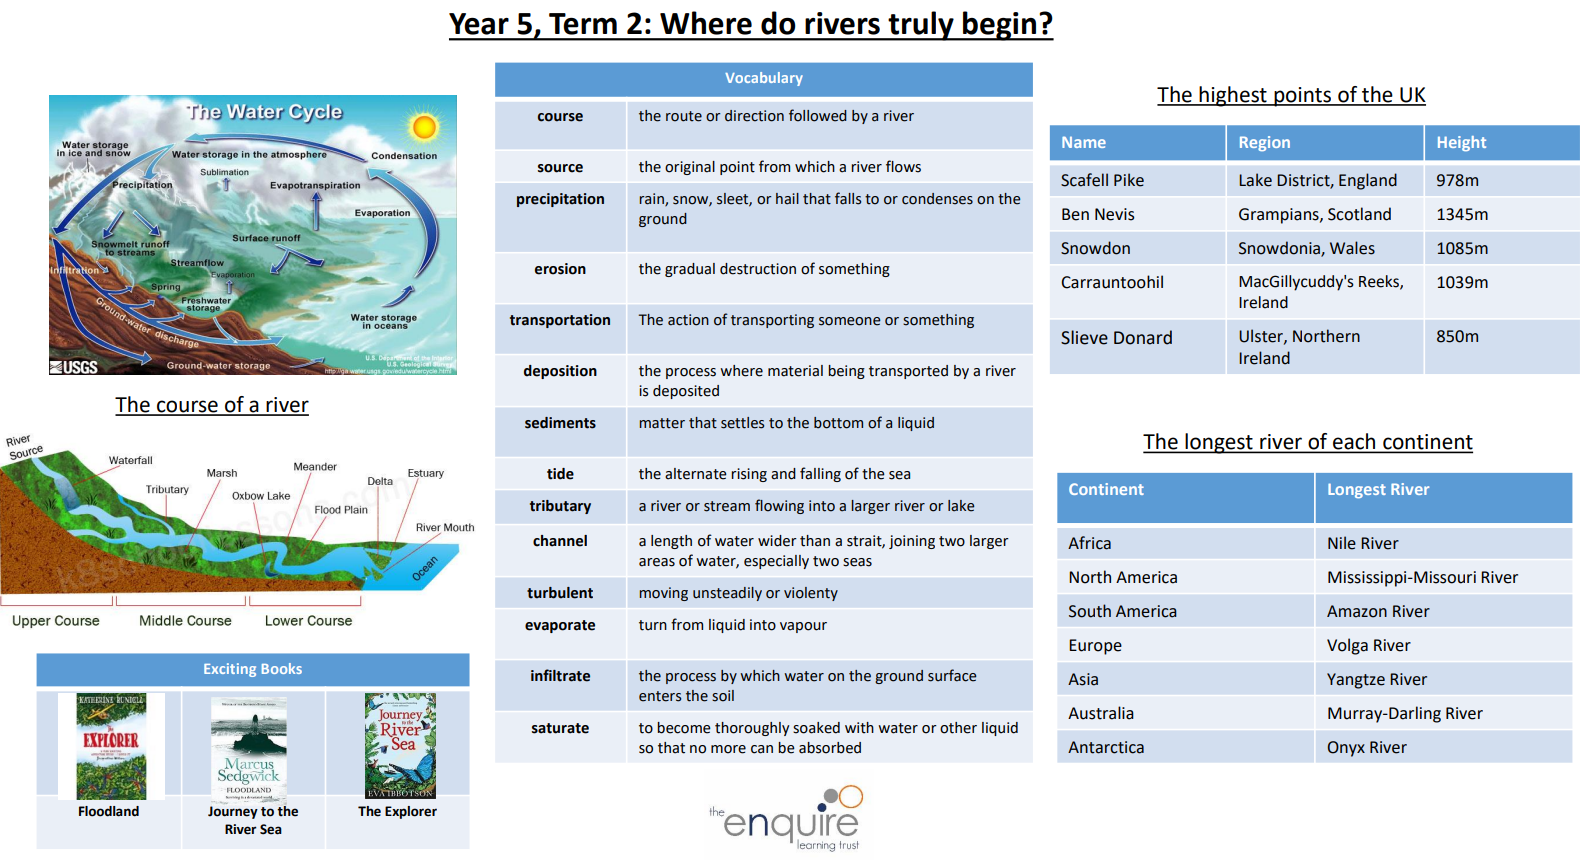 Year 5, Term 2: Where do rivers truly begin?
The Water Cycle
Water storage
in ice and snow
Water storage in the atmosphere
Condensation
Sublimation
Precipitation
Evapotranspiration
Evaporation
Snowmelt runoff
to streams
Surface runoff
Infiltration
Streamflow
Evaporation
Spring
Freshwater
storage
Ground-water discharge
Water storage
in oceans
Ground-water storage
USGS
U.S. Department of the Interior
U.S. Geological Survey
http://ga.water.usgs.gov/edu/watercycle.html
The course of a river
River
Source
Waterfall
Tributary
Marsh
Oxbow Lake
Meander
Flood Plain
Delta
Estuary
River Mouth
Ocean
Upper Course
Middle Course
Lower Course
Exciting Books
KATHERINE RUNDELL
The
EXPLORER
Marcus
Sedgwick
FLOODLAND
Journey
to the
River
Sea
EVA IBBOTSON
Floodland
Journey to the
River Sea
The Explorer
Vocabulary
course
the route or direction followed by a river
source
the original point from which a river flows
precipitation
rain, snow, sleet, or hail that falls to or condenses on the
ground
erosion
the gradual destruction of something
transportation
The action of transporting someone or something
deposition
the process where material being transported by a river
is deposited
sediments
matter that settles to the bottom of a liquid
tide
the alternate rising and falling of the sea
tributary
a river or stream flowing into a larger river or lake
channel
a length of water wider than a strait, joining two larger
areas of water, especially two seas
turbulent
moving unsteadily or violenty
evaporate
turn from liquid into vapour
infiltrate
the process by which water on the ground surface
enters the soil
saturate
to become thoroughly soaked with water or other liquid
so that no more can be absorbed
the
enquire
learning trust
The highest points of the UK
Name Region Height
Scafell Pike Lake District, England 978m
Ben Nevis Grampians, Scotland 1345m
Snowdon Snowdonia, Wales 1085m
Carrauntoohil MacGillycuddy's Reeks, 1039m
Ireland
Slieve Donard Ulster, Northern 850m
Ireland
The longest river of each continent
Continent Longest River
Africa Nile River
North America Mississippi-Missouri River
South America Amazon River
Europe Volga River
Asia Yangtze River
Australia Murray-Darling River
Antarctica Onyx River